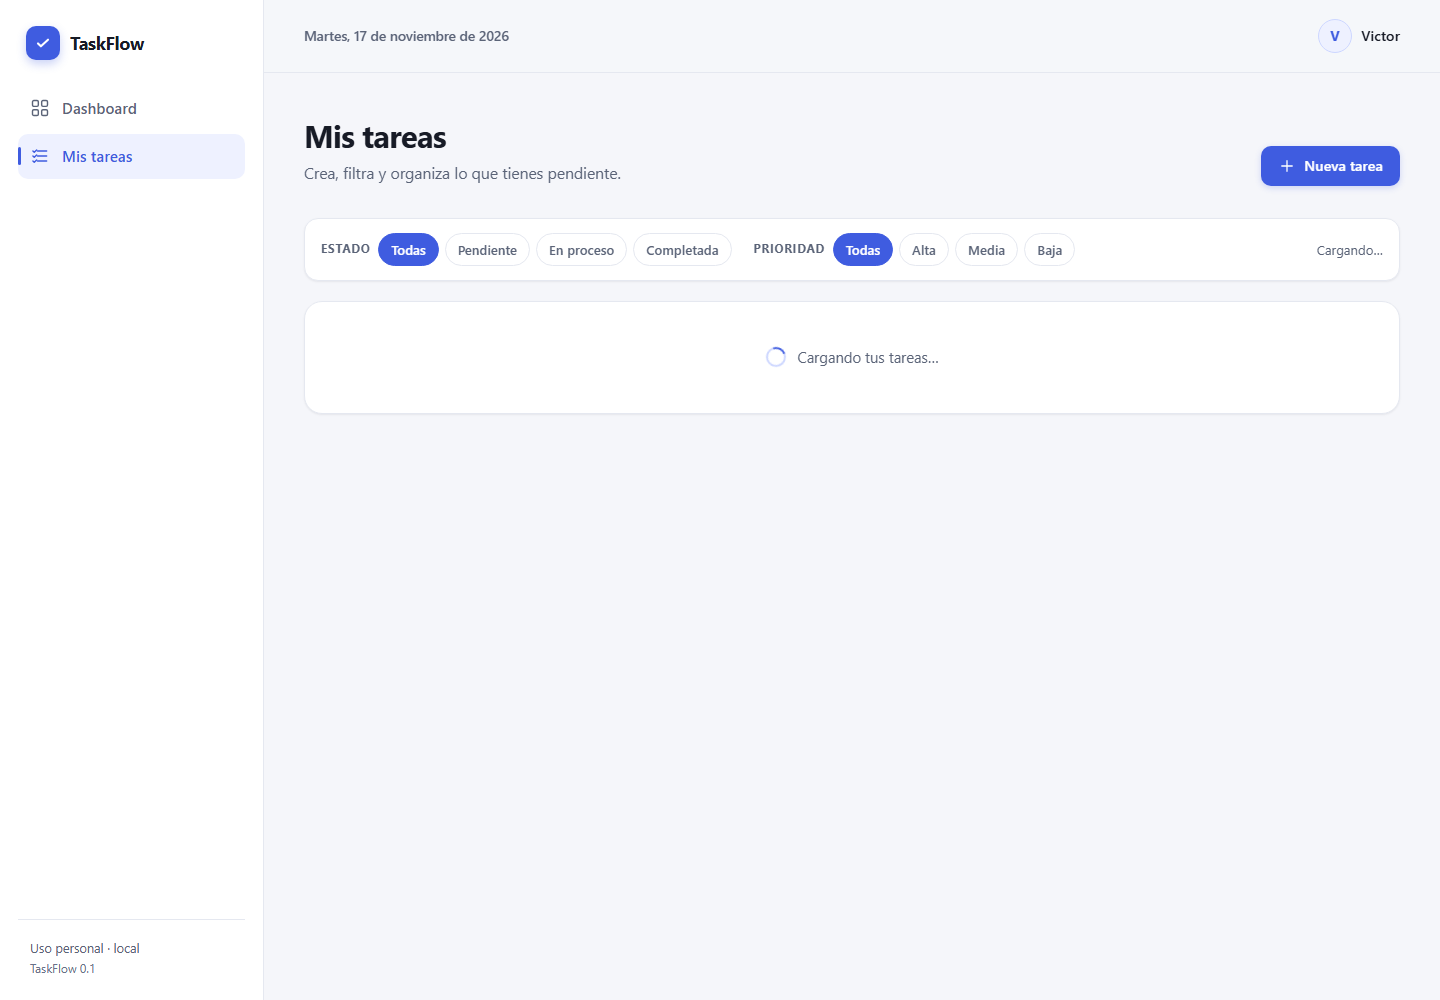 TaskFlow
Dashboard
Mis tareas
Uso personal · local
TaskFlow 0.1
Martes, 17 de noviembre de 2026
V Victor
Mis tareas
Crea, filtra y organiza lo que tienes pendiente.
Nueva tarea
ESTADO Todas Pendiente En proceso Completada PRIORIDAD Todas Alta Media Baja Cargando...
Cargando tus tareas...